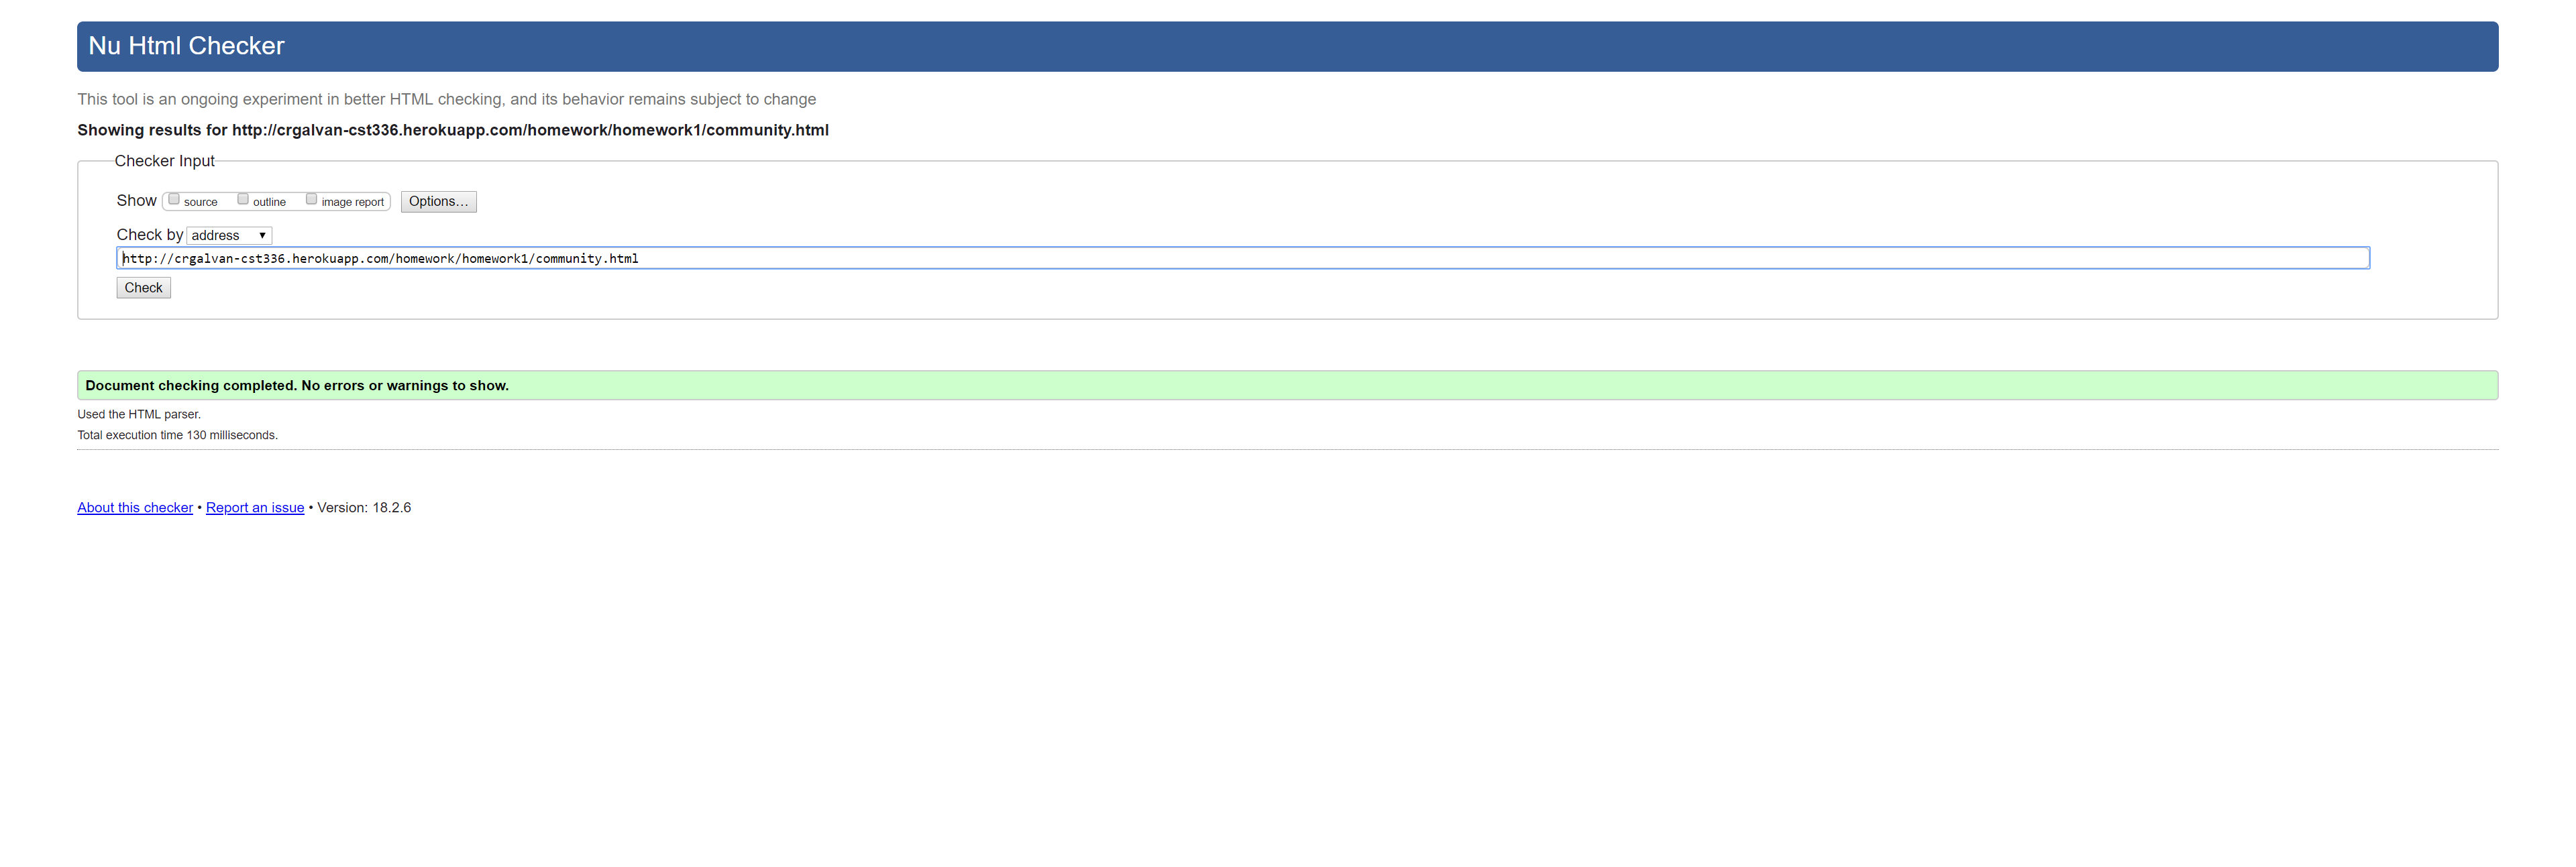 Nu Html Checker
This tool is an ongoing experiment in better HTML checking, and its behavior remains subject to change
Showing results for http://crgalvan-cst336.herokuapp.com/homework/homework1/community.html
Checker Input
Show source outline image report Options…
Check by address
http://crgalvan-cst336.herokuapp.com/homework/homework1/community.html
Check
Document checking completed. No errors or warnings to show.
Used the HTML parser.
Total execution time 130 milliseconds.
About this checker • Report an issue • Version: 18.2.6